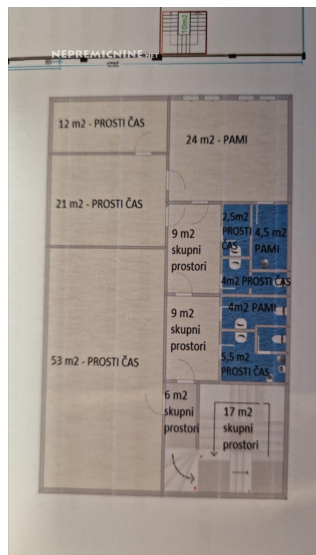 10m2
NEPREMICNINE.NET
12 m2 - PROSTI ČAS
24 m2 - PAMI
21 m2 - PROSTI ČAS
9 m2
skupni
prostori
2,5m2
PROSTI
ČAS
4,5 m2
PAMI
4m2 PROSTI ČAS
9 m2
skupni
prostori
4m2 PAMI
5,5 m2
PROSTI ČAS
53 m2 - PROSTI ČAS
6 m2
skupni
prostori
17 m2
skupni
prostori